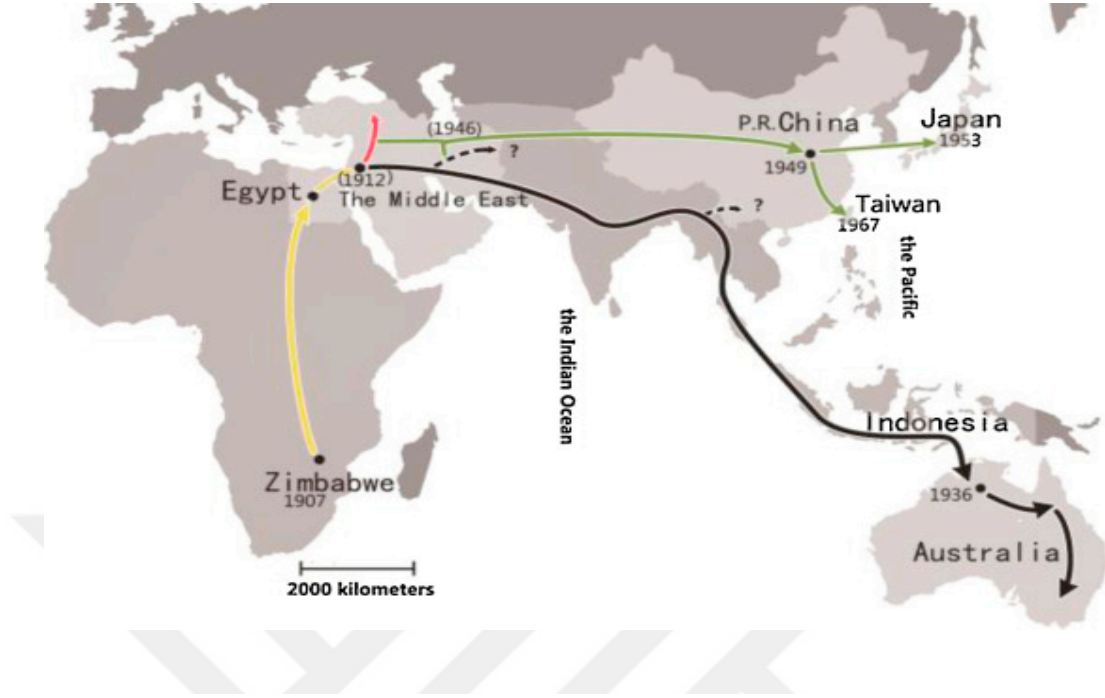 (1946)
?
P.R. China
1949
Japan
1953
Taiwan
1967
Egypt
(1912)
The Middle East
?
the Pacific
the Indian Ocean
Indonesia
Zimbabwe
1907
1936
Australia
2000 kilometers